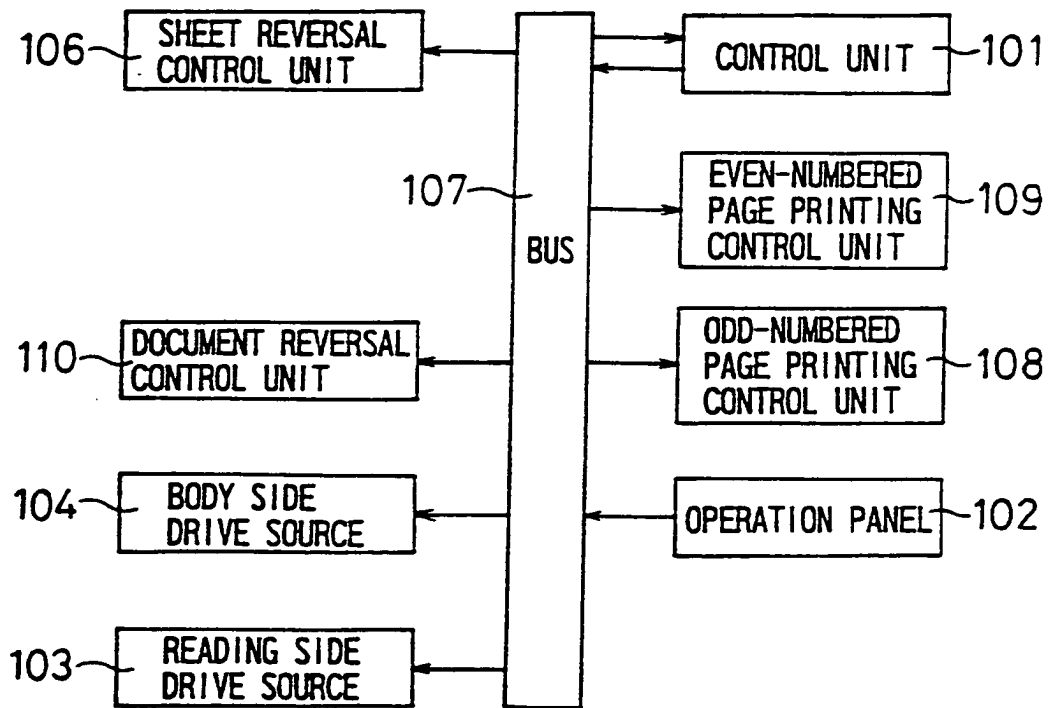 106
SHEET REVERSAL
CONTROL UNIT
CONTROL UNIT
101
107
BUS
EVEN-NUMBERED
PAGE PRINTING
CONTROL UNIT
109
110
DOCUMENT REVERSAL
CONTROL UNIT
ODD-NUMBERED
PAGE PRINTING
CONTROL UNIT
108
104
BODY SIDE
DRIVE SOURCE
OPERATION PANEL
102
103
READING SIDE
DRIVE SOURCE